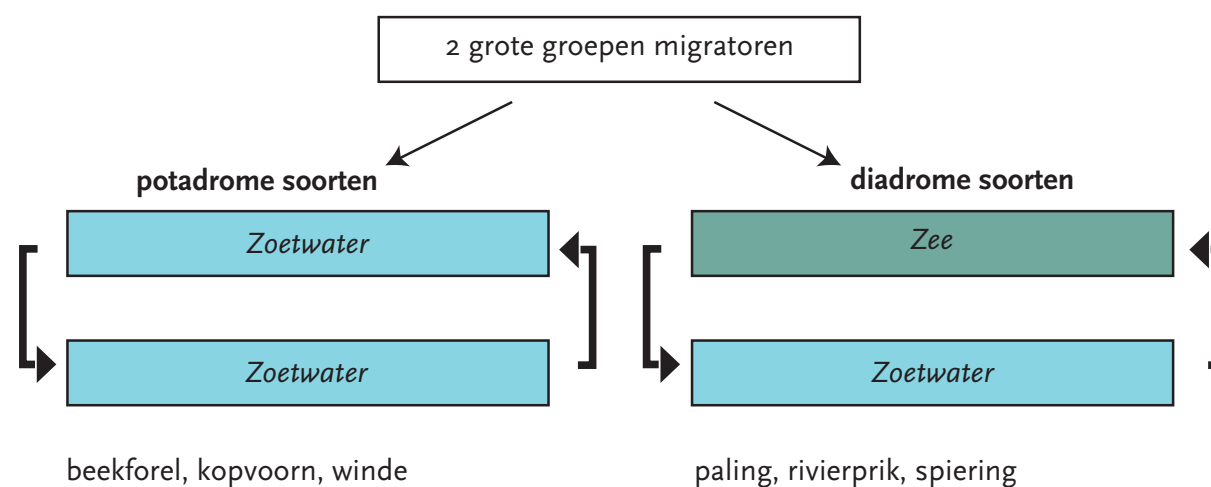 2 grote groepen migratoren
potadrome soorten
diadrome soorten
Zoetwater
Zee
Zoetwater
Zoetwater
beekforel, kopvoorn, winde
paling, rivierprik, spiering